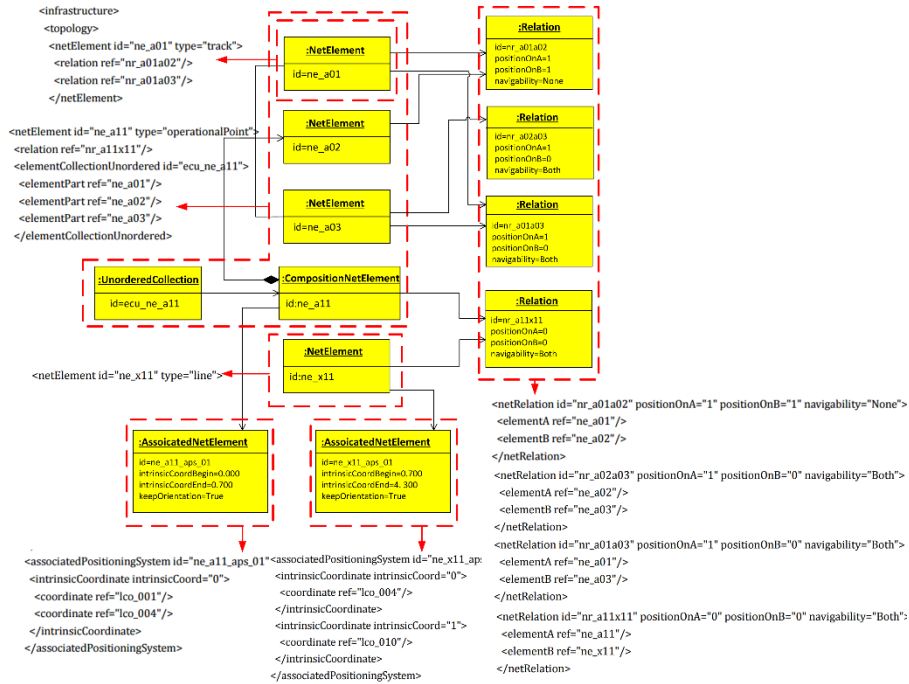 <infrastructure>
<topology>
<netElement id="ne_a01" type="track">
<relation ref="nr_a01a02"/>
<relation ref="nr_a01a03"/>
</netElement>
<netElement id="ne_a11" type="operationalPoint">
<relation ref="nr_a11x11"/>
<elementCollectionUnordered id="ecu_ne_a11">
<elementPart ref="ne_a01"/>
<elementPart ref="ne_a02"/>
<elementPart ref="ne_a03"/>
</elementCollectionUnordered>
:NetElement
id=ne_a01
:NetElement
id=ne_a02
:NetElement
id=ne_a03
:UnorderedCollection
id=ecu_ne_a11
:CompositionNetElement
id:ne_a11
:NetElement
id:ne_x11
<netElement id="ne_x11" type="line">
:Relation
id=nr_a01a02
positionOnA=1
positionOnB=1
navigability=None
:Relation
id=nr_a02a03
positionOnA=1
positionOnB=0
navigability=Both
:Relation
id=nr_a01a03
positionOnA=1
positionOnB=0
navigability=Both
:Relation
id=nr_a11x11
positionOnA=0
positionOnB=0
navigability=Both
:AssoicatedNetElement
id=ne_a11_aps_01
intrinsicCoordBegin=0.000
intrinsicCoordEnd=0.700
keepOrientation=True
:AssoicatedNetElement
id=ne_x11_aps_01
intrinsicCoordBegin=0.700
intrinsicCoordEnd=4. 300
keepOrientation=True
<associatedPositioningSystem id="ne_a11_aps_01"
<intrinsicCoordinate intrinsicCoord="0">
<coordinate ref="lco_001"/>
<coordinate ref="lco_004"/>
</intrinsicCoordinate>
</associatedPositioningSystem>
<associatedPositioningSystem id="ne_x11_aps
<intrinsicCoordinate intrinsicCoord="0">
<coordinate ref="lco_004"/>
</intrinsicCoordinate>
<intrinsicCoordinate intrinsicCoord="1">
<coordinate ref="lco_010"/>
</intrinsicCoordinate>
</associatedPositioningSystem>
<netRelation id="nr_a01a02" positionOnA="1" positionOnB="1" navigability="None">
<elementA ref="ne_a01"/>
<elementB ref="ne_a02"/>
</netRelation>
<netRelation id="nr_a02a03" positionOnA="1" positionOnB="0" navigability="Both">
<elementA ref="ne_a02"/>
<elementB ref="ne_a03"/>
</netRelation>
<netRelation id="nr_a01a03" positionOnA="1" positionOnB="0" navigability="Both">
<elementA ref="ne_a01"/>
<elementB ref="ne_a03"/>
</netRelation>
<netRelation id="nr_a11x11" positionOnA="0" positionOnB="0" navigability="Both">
<elementA ref="ne_a11"/>
<elementB ref="ne_x11"/>
</netRelation>